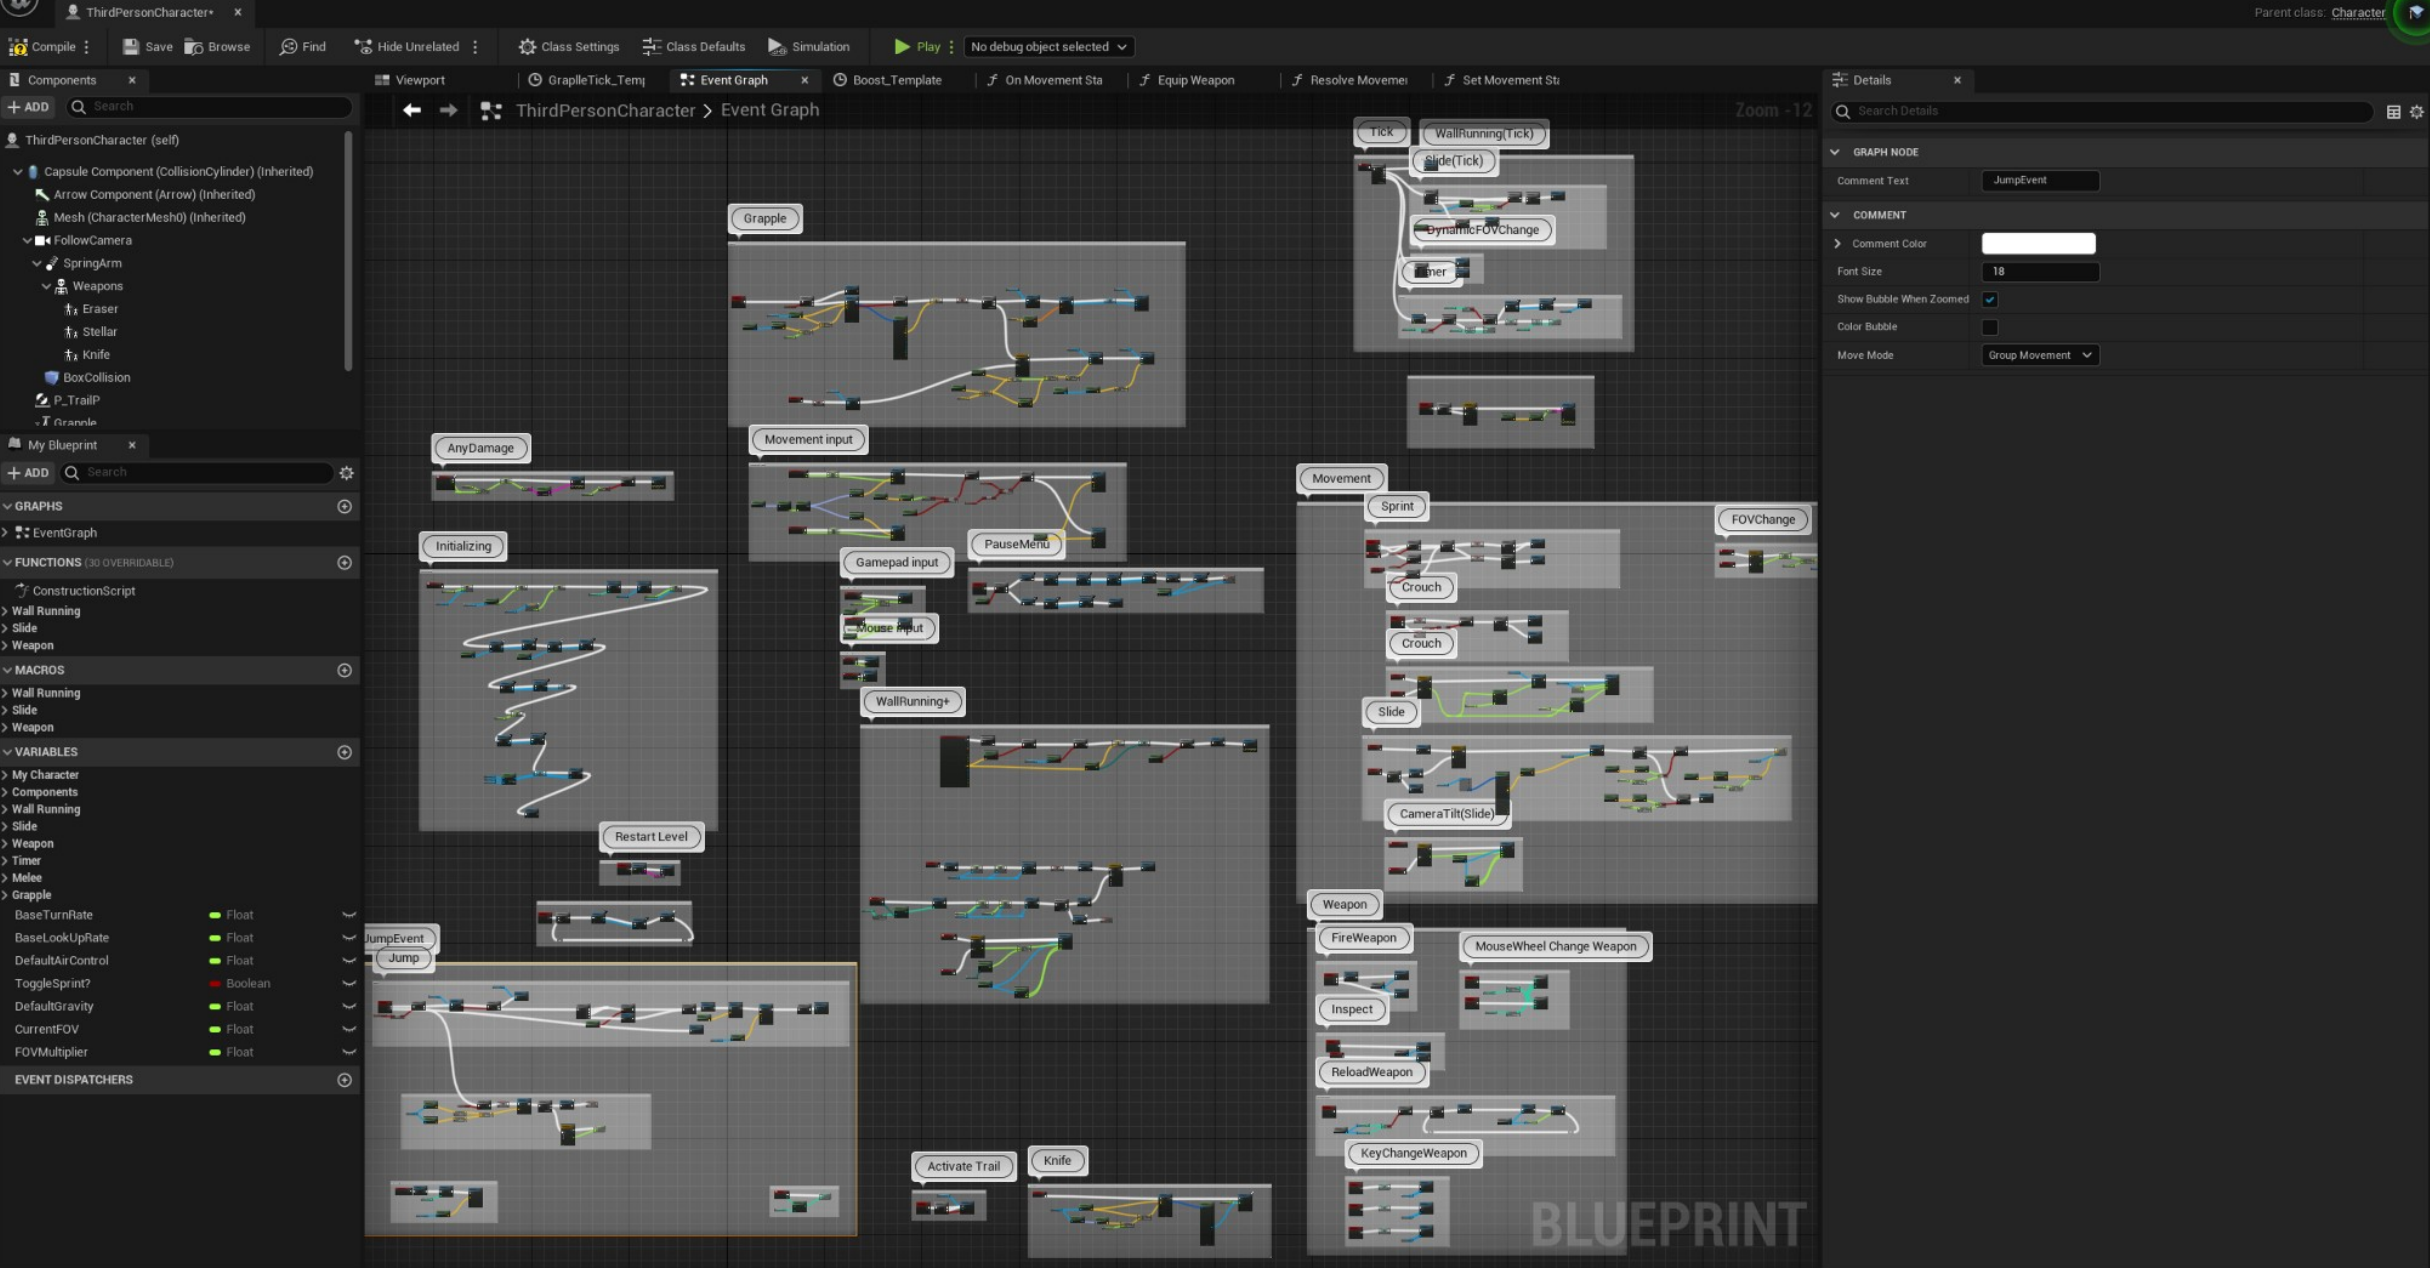 ThirdPersonCharacter*
Parent class: Character
Compile
Save
Browse
Find
Hide Unrelated
Class Settings
Class Defaults
Simulation
Play
No debug object selected
Components
Viewport
GraplleTick_Temp
Event Graph
Boost_Template
On Movement Sta
Equip Weapon
Resolve Movemer
Set Movement Sta
Details
+ ADD
Search
ThirdPersonCharacter > Event Graph
Zoom -12
Search Details
ThirdPersonCharacter (self)
Capsule Component (CollisionCylinder) (Inherited)
Arrow Component (Arrow) (Inherited)
Mesh (CharacterMesh0) (Inherited)
FollowCamera
SpringArm
Weapons
Eraser
Stellar
Knife
BoxCollision
P_TrailP
Grapple
My Blueprint
+ ADD
Search
GRAPHS
EventGraph
FUNCTIONS (30 OVERRIDABLE)
ConstructionScript
Wall Running
Slide
Weapon
MACROS
Wall Running
Slide
Weapon
VARIABLES
My Character
Components
Wall Running
Slide
Weapon
Timer
Melee
Grapple
BaseTurnRate Float
BaseLookUpRate Float
DefaultAirControl Float
ToggleSprint? Boolean
DefaultGravity Float
CurrentFOV Float
FOVMultiplier Float
EVENT DISPATCHERS
Tick
WallRunning(Tick)
Slide(Tick)
DynamicFOVChange
Timer
Grapple
AnyDamage
Movement input
Initializing
Gamepad input
PauseMenu
Mouse input
WallRunning+
Restart Level
JumpEvent
Jump
Activate Trail
Knife
Movement
Sprint
FOVChange
Crouch
Crouch
Slide
CameraTilt(Slide)
Weapon
FireWeapon
MouseWheel Change Weapon
Inspect
ReloadWeapon
KeyChangeWeapon
BLUEPRINT
GRAPH NODE
Comment Text JumpEvent
COMMENT
Comment Color
Font Size 18
Show Bubble When Zoomed
Color Bubble
Move Mode Group Movement